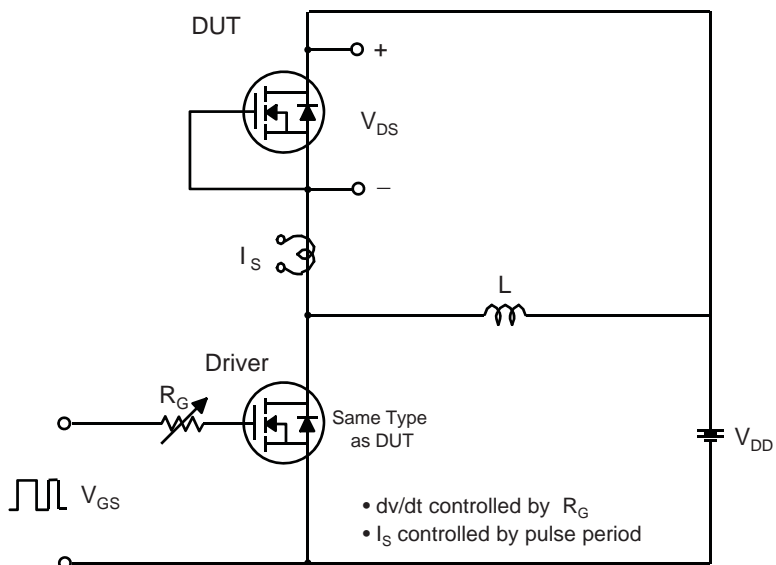 DUT
+
V_DS
–
I_S
L
Driver
R_G
Same Type
as DUT
V_DD
V_GS
• dv/dt controlled by R_G
• I_S controlled by pulse period